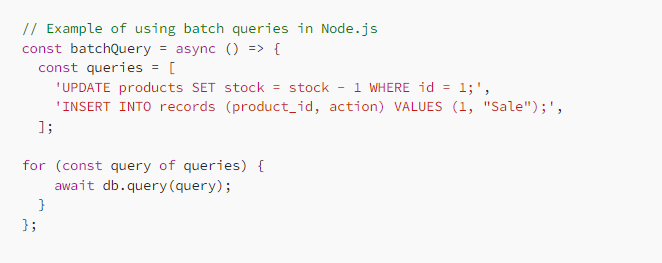 // Example of using batch queries in Node.js
const batchQuery = async () => {
  const queries = [
    'UPDATE products SET stock = stock - 1 WHERE id = 1;',
    'INSERT INTO records (product_id, action) VALUES (1, "Sale");',
  ];

for (const query of queries) {
    await db.query(query);
  }
};